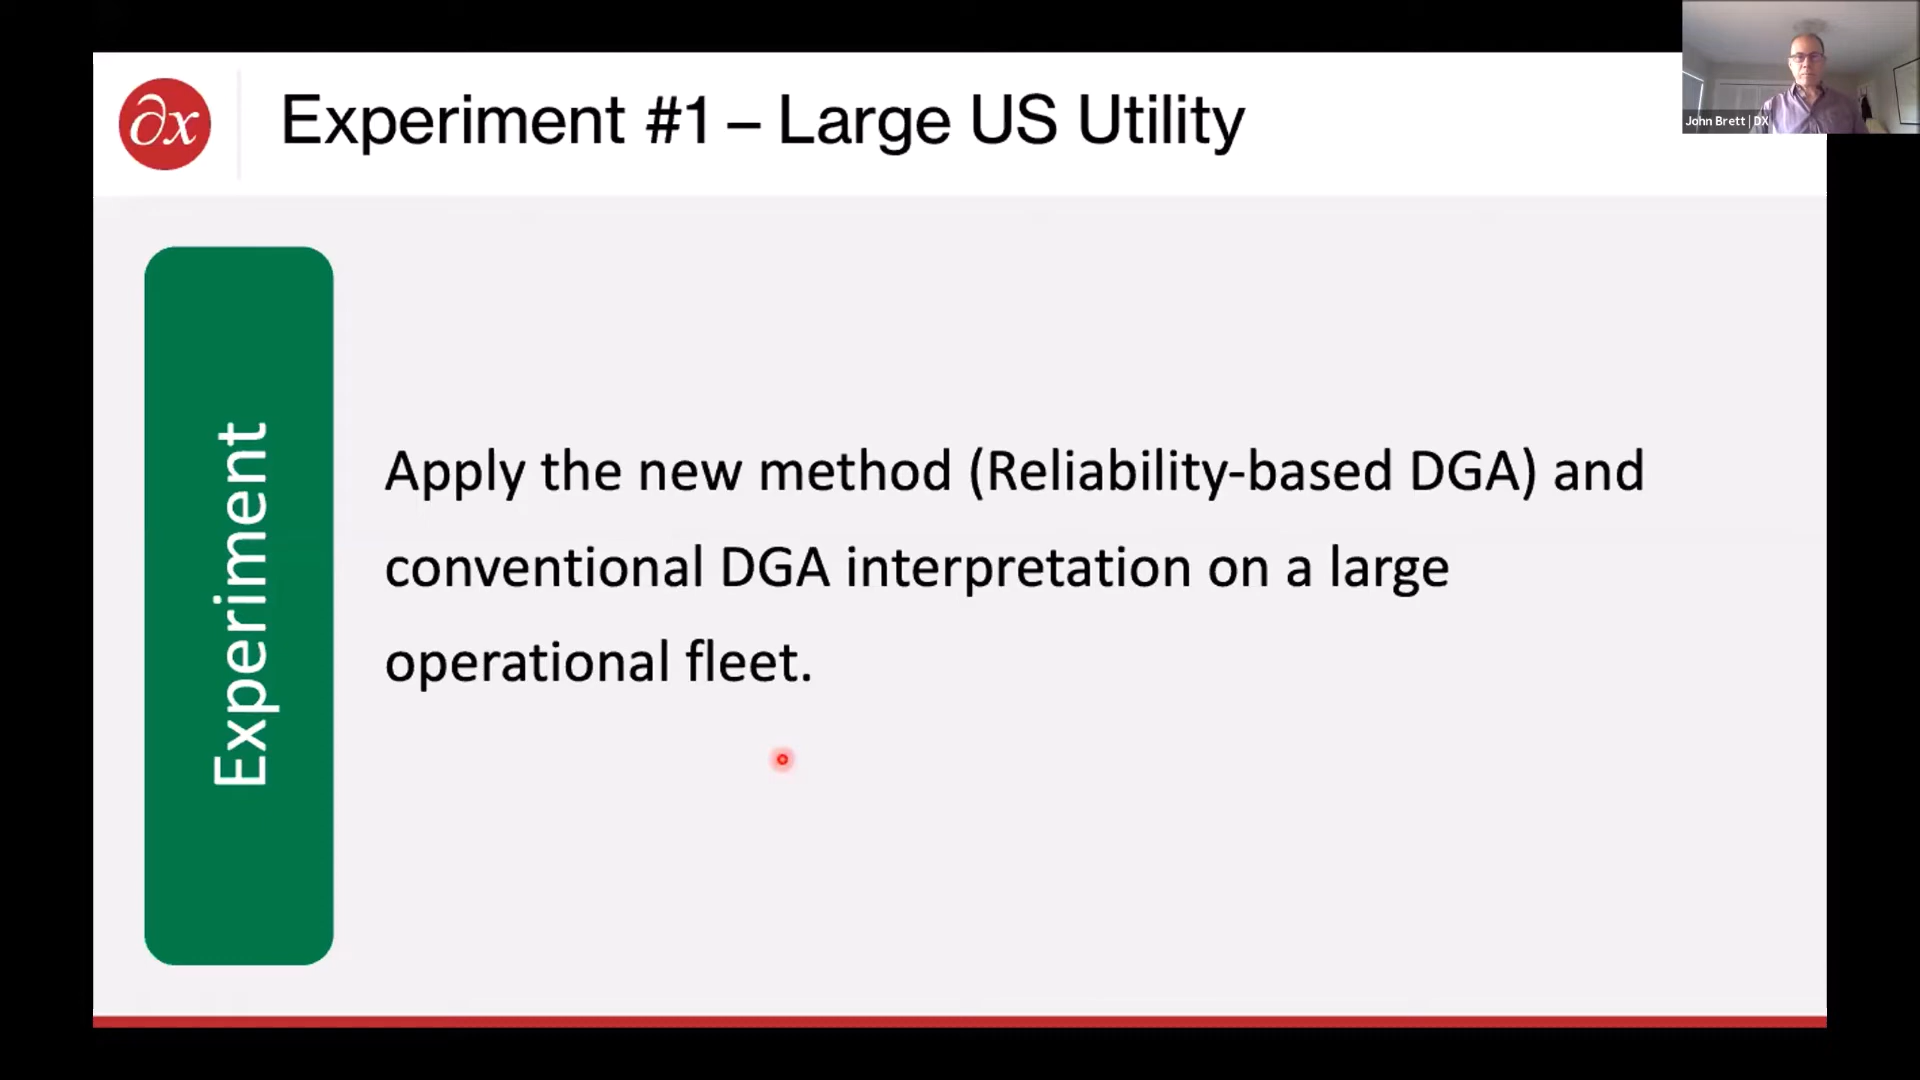 ∂x
Experiment #1 – Large US Utility
John Brett | DX
Experiment
Apply the new method (Reliability-based DGA) and
conventional DGA interpretation on a large
operational fleet.